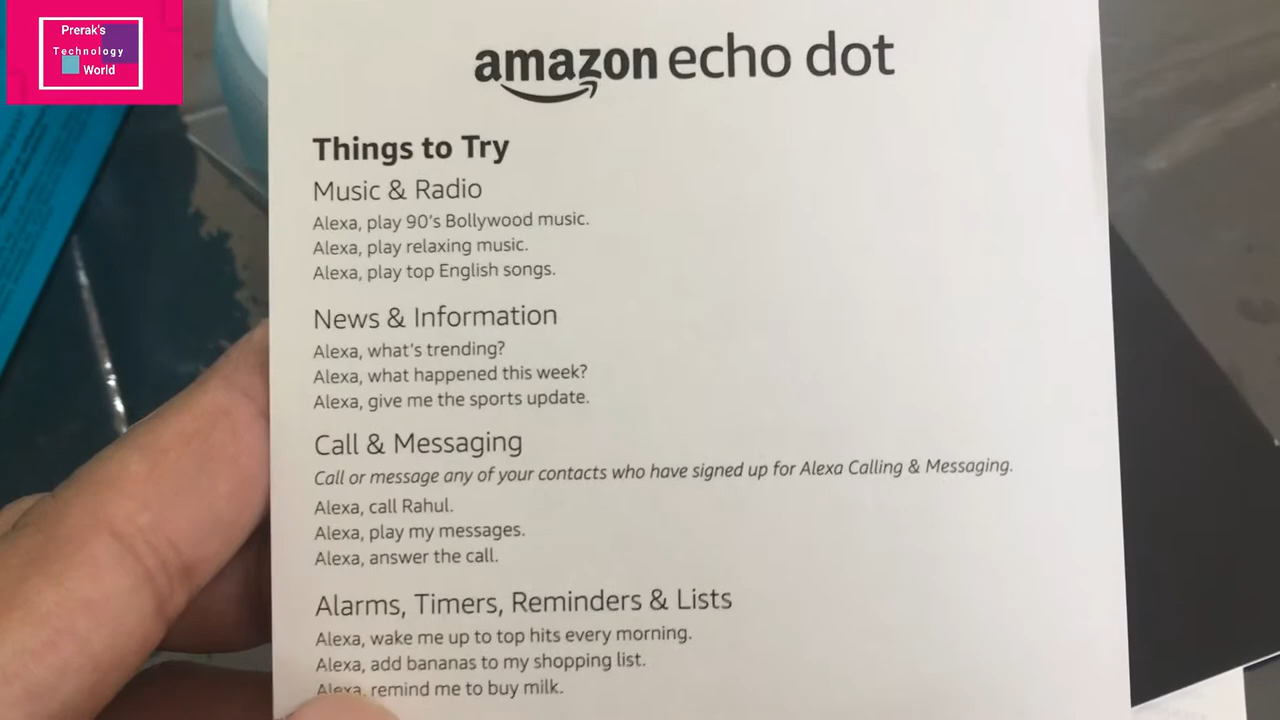 Prerak's
Technology
World
amazon echo dot
Things to Try
Music & Radio
Alexa, play 90's Bollywood music.
Alexa, play relaxing music.
Alexa, play top English songs.
News & Information
Alexa, what's trending?
Alexa, what happened this week?
Alexa, give me the sports update.
Call & Messaging
Call or message any of your contacts who have signed up for Alexa Calling & Messaging.
Alexa, call Rahul.
Alexa, play my messages.
Alexa, answer the call.
Alarms, Timers, Reminders & Lists
Alexa, wake me up to top hits every morning.
Alexa, add bananas to my shopping list.
Alexa, remind me to buy milk.